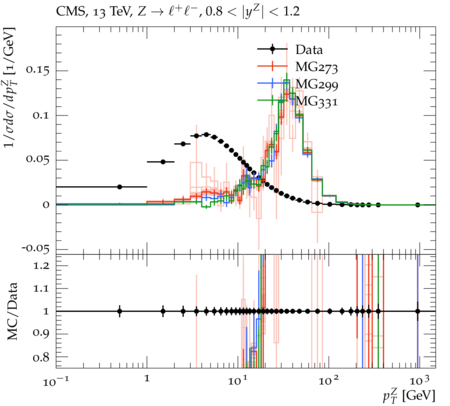 CMS, 13 TeV, Z → ℓ⁺ℓ⁻, 0.8 < |y^Z| < 1.2
1/σdσ/dp_T^Z [1/GeV]
0.15
0.1
0.05
0
-0.05
Data
MG273
MG299
MG331
MC/Data
1.2
1.1
1
0.9
0.8
10⁻¹ 1 10¹ 10² 10³
p_T^Z [GeV]